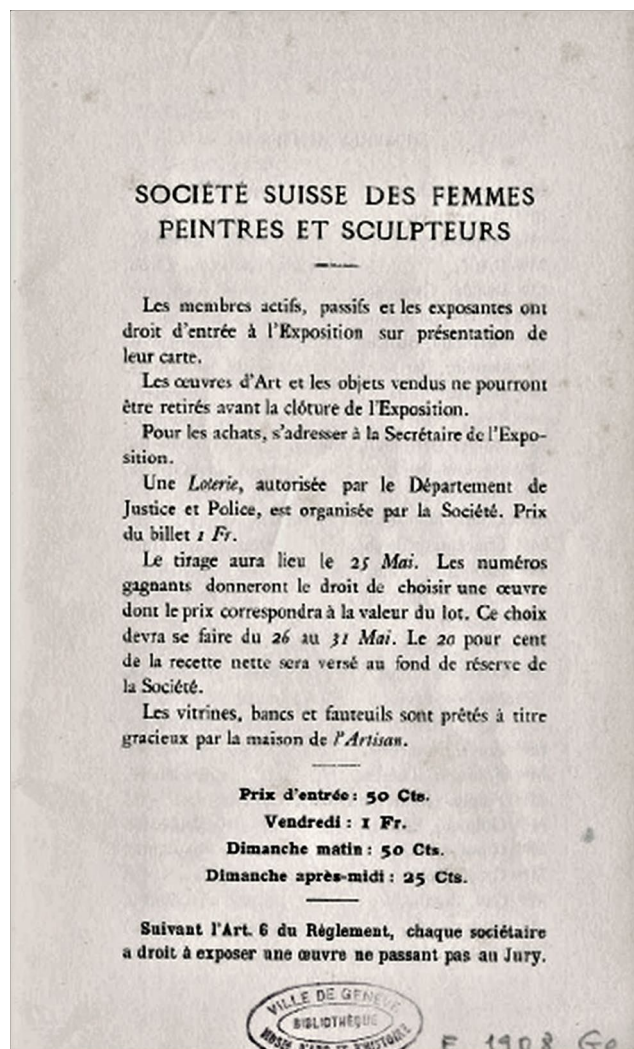 SOCIÉTÉ SUISSE DES FEMMES
PEINTRES ET SCULPTEURS
Les membres actifs, passifs et les exposantes ont
droit d'entrée à l'Exposition sur présentation de
leur carte.
Les œuvres d'Art et les objets vendus ne pourront
être retirés avant la clôture de l'Exposition.
Pour les achats, s'adresser à la Secrétaire de l'Expo-
sition.
Une Loterie, autorisée par le Département de
Justice et Police, est organisée par la Société. Prix
du billet 1 Fr.
Le tirage aura lieu le 25 Mai. Les numéros
gagnants donneront le droit de choisir une œuvre
dont le prix correspondra à la valeur du lot. Ce choix
devra se faire du 26 au 31 Mai. Le 20 pour cent
de la recette nette sera versé au fond de réserve de
la Société.
Les vitrines, bancs et fauteuils sont prêtés à titre
gracieux par la maison de l'Artisan.
Prix d'entrée : 50 Cts.
Vendredi : 1 Fr.
Dimanche matin : 50 Cts.
Dimanche après-midi : 25 Cts.
Suivant l'Art. 6 du Règlement, chaque sociétaire
a droit à exposer une œuvre ne passant pas au Jury.
VILLE DE GENÈVE
BIBLIOTHÈQUE
MUSÉE D'ART ET D'HISTOIRE
E 1908 Ge